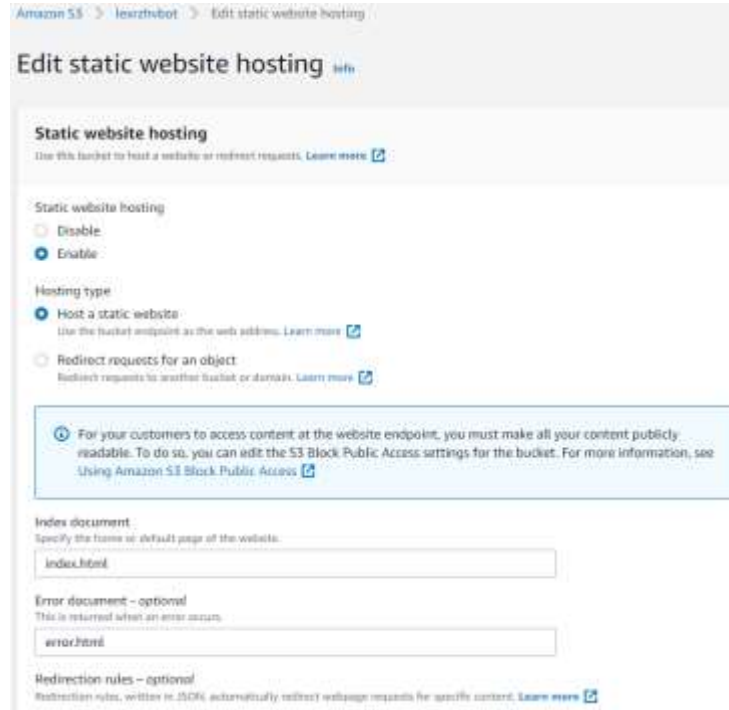 Amazon S3 > lexrzhvbot > Edit static website hosting
Edit static website hosting Info
Static website hosting
Use this bucket to host a website or redirect requests. Learn more
Static website hosting
Disable
Enable
Hosting type
Host a static website
Use the bucket endpoint as the web address. Learn more
Redirect requests for an object
Redirect requests to another bucket or domain. Learn more
For your customers to access content at the website endpoint, you must make all your content publicly
readable. To do so, you can edit the S3 Block Public Access settings for the bucket. For more information, see
Using Amazon S3 Block Public Access
Index document
Specify the home or default page of the website.
index.html
Error document – optional
This is returned when an error occurs.
error.html
Redirection rules – optional
Redirection rules, written in JSON, automatically redirect webpage requests for specific content. Learn more